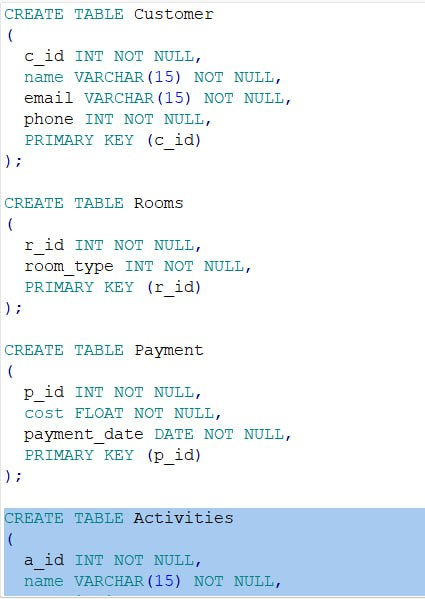 CREATE TABLE Customer
(
  c_id INT NOT NULL,
  name VARCHAR(15) NOT NULL,
  email VARCHAR(15) NOT NULL,
  phone INT NOT NULL,
  PRIMARY KEY (c_id)
);

CREATE TABLE Rooms
(
  r_id INT NOT NULL,
  room_type INT NOT NULL,
  PRIMARY KEY (r_id)
);

CREATE TABLE Payment
(
  p_id INT NOT NULL,
  cost FLOAT NOT NULL,
  payment_date DATE NOT NULL,
  PRIMARY KEY (p_id)
);

CREATE TABLE Activities
(
  a_id INT NOT NULL,
  name VARCHAR(15) NOT NULL,